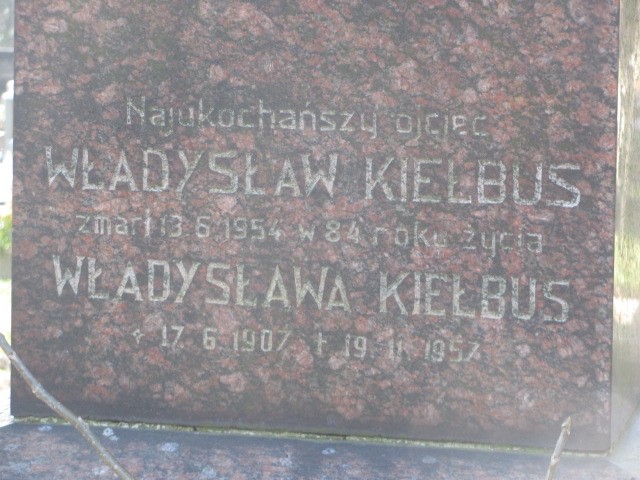 Najukochańszy ojciec
WŁADYSŁAW KIEŁBUS
zmarł 13.6.1954 w 84 roku życia
WŁADYSŁAWA KIEŁBUS
* 17.6.1907 † 19.11.1957